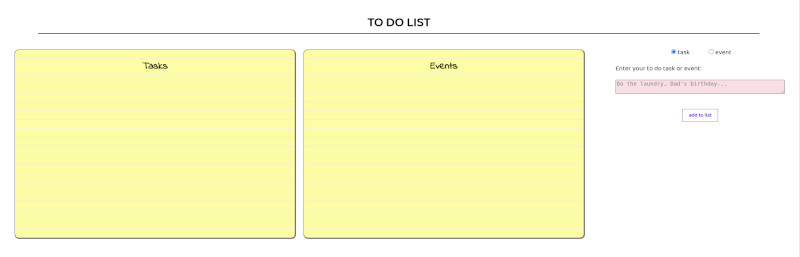 TO DO LIST
Tasks
Events
task event
Enter your to do task or event:
Do the laundry, Dad's birthday...
add to list